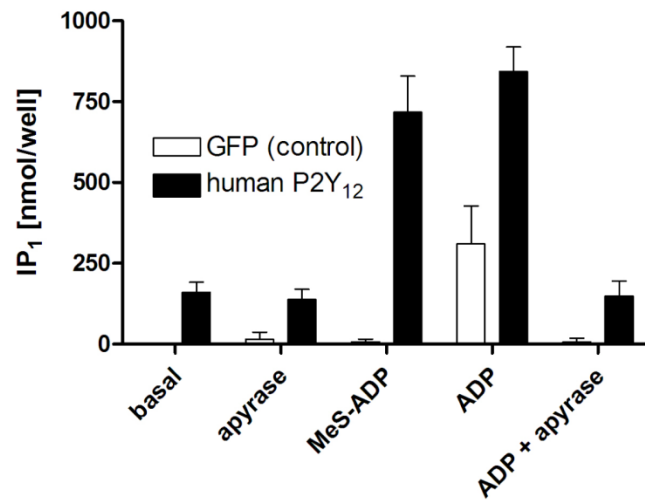 1000
750
500
250
0
IP₁ [nmol/well]
GFP (control)
human P2Y₁₂
basal
apyrase
MeS-ADP
ADP
ADP + apyrase